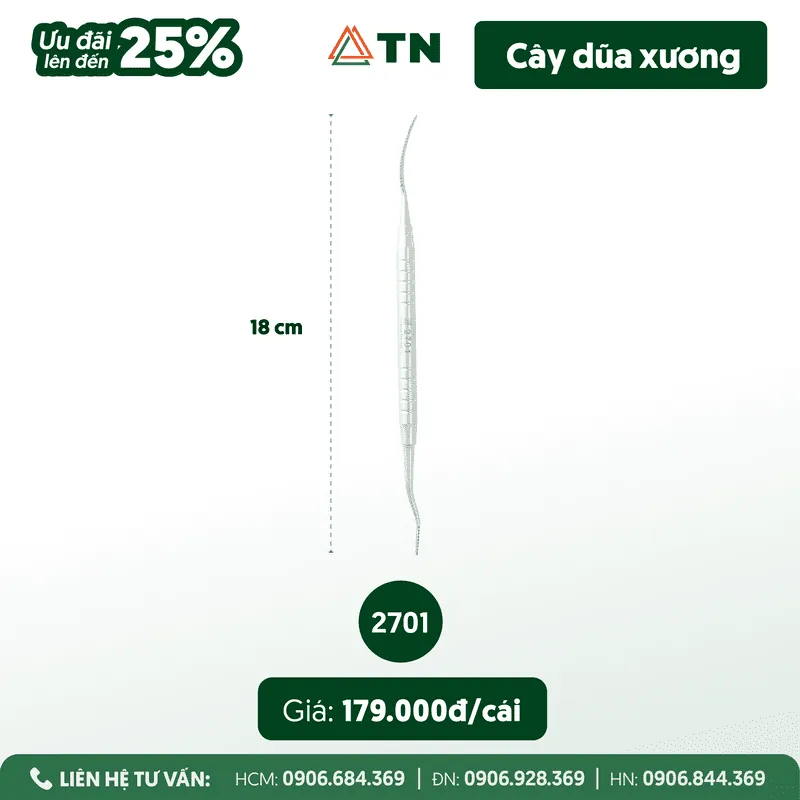 Ưu đãi
lên đến 25%
TN
Cây dũa xương
18 cm
2701
2701
Giá: 179.000đ/cái
LIÊN HỆ TƯ VẤN: HCM: 0906.684.369 | ĐN: 0906.928.369 | HN: 0906.844.369